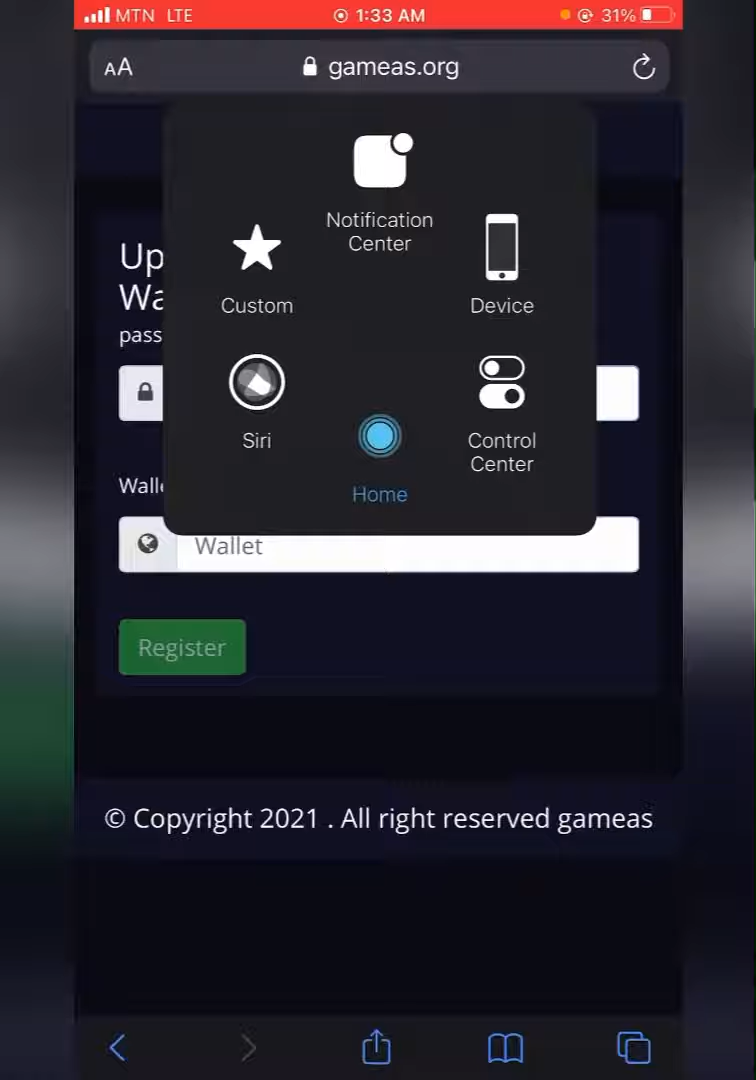 MTN LTE 1:33 AM 31%
AA gameas.org
Notification
Center
Custom
Device
Siri
Control
Center
Home
Up
Wa
pass
Walle
Wallet
Register
© Copyright 2021 . All right reserved gameas